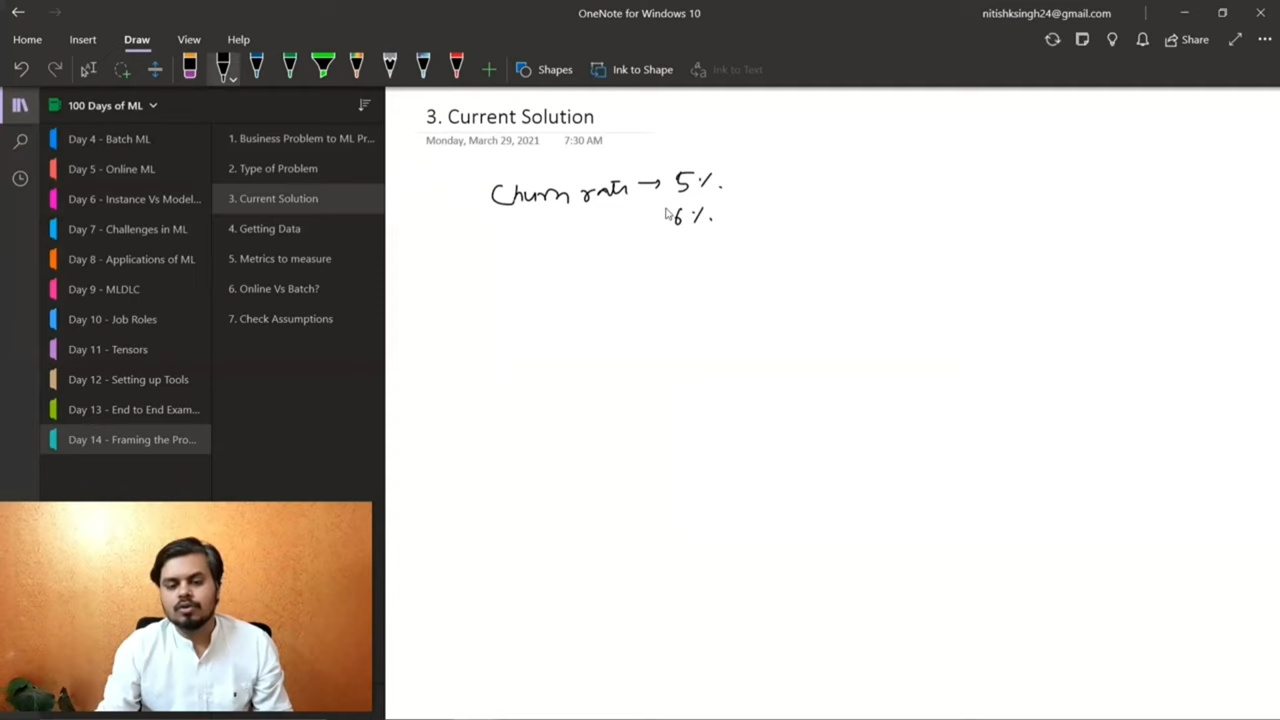 OneNote for Windows 10
nitishksingh24@gmail.com
Home Insert Draw View Help
Share
Shapes Ink to Shape Ink to Text
100 Days of ML
Day 4 - Batch ML
Day 5 - Online ML
Day 6 - Instance Vs Model...
Day 7 - Challenges in ML
Day 8 - Applications of ML
Day 9 - MLDLC
Day 10 - Job Roles
Day 11 - Tensors
Day 12 - Setting up Tools
Day 13 - End to End Exam...
Day 14 - Framing the Pro...
1. Business Problem to ML Pr...
2. Type of Problem
3. Current Solution
4. Getting Data
5. Metrics to measure
6. Online Vs Batch?
7. Check Assumptions
3. Current Solution
Monday, March 29, 2021 7:30 AM
Churn rate → 5%.
6%.